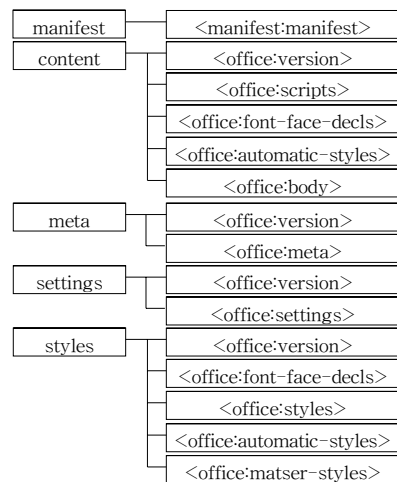 manifest
<manifest:manifest>
content
<office:version>
<office:scripts>
<office:font-face-decls>
<office:automatic-styles>
<office:body>
meta
<office:version>
<office:meta>
settings
<office:version>
<office:settings>
styles
<office:version>
<office:font-face-decls>
<office:styles>
<office:automatic-styles>
<office:matser-styles>